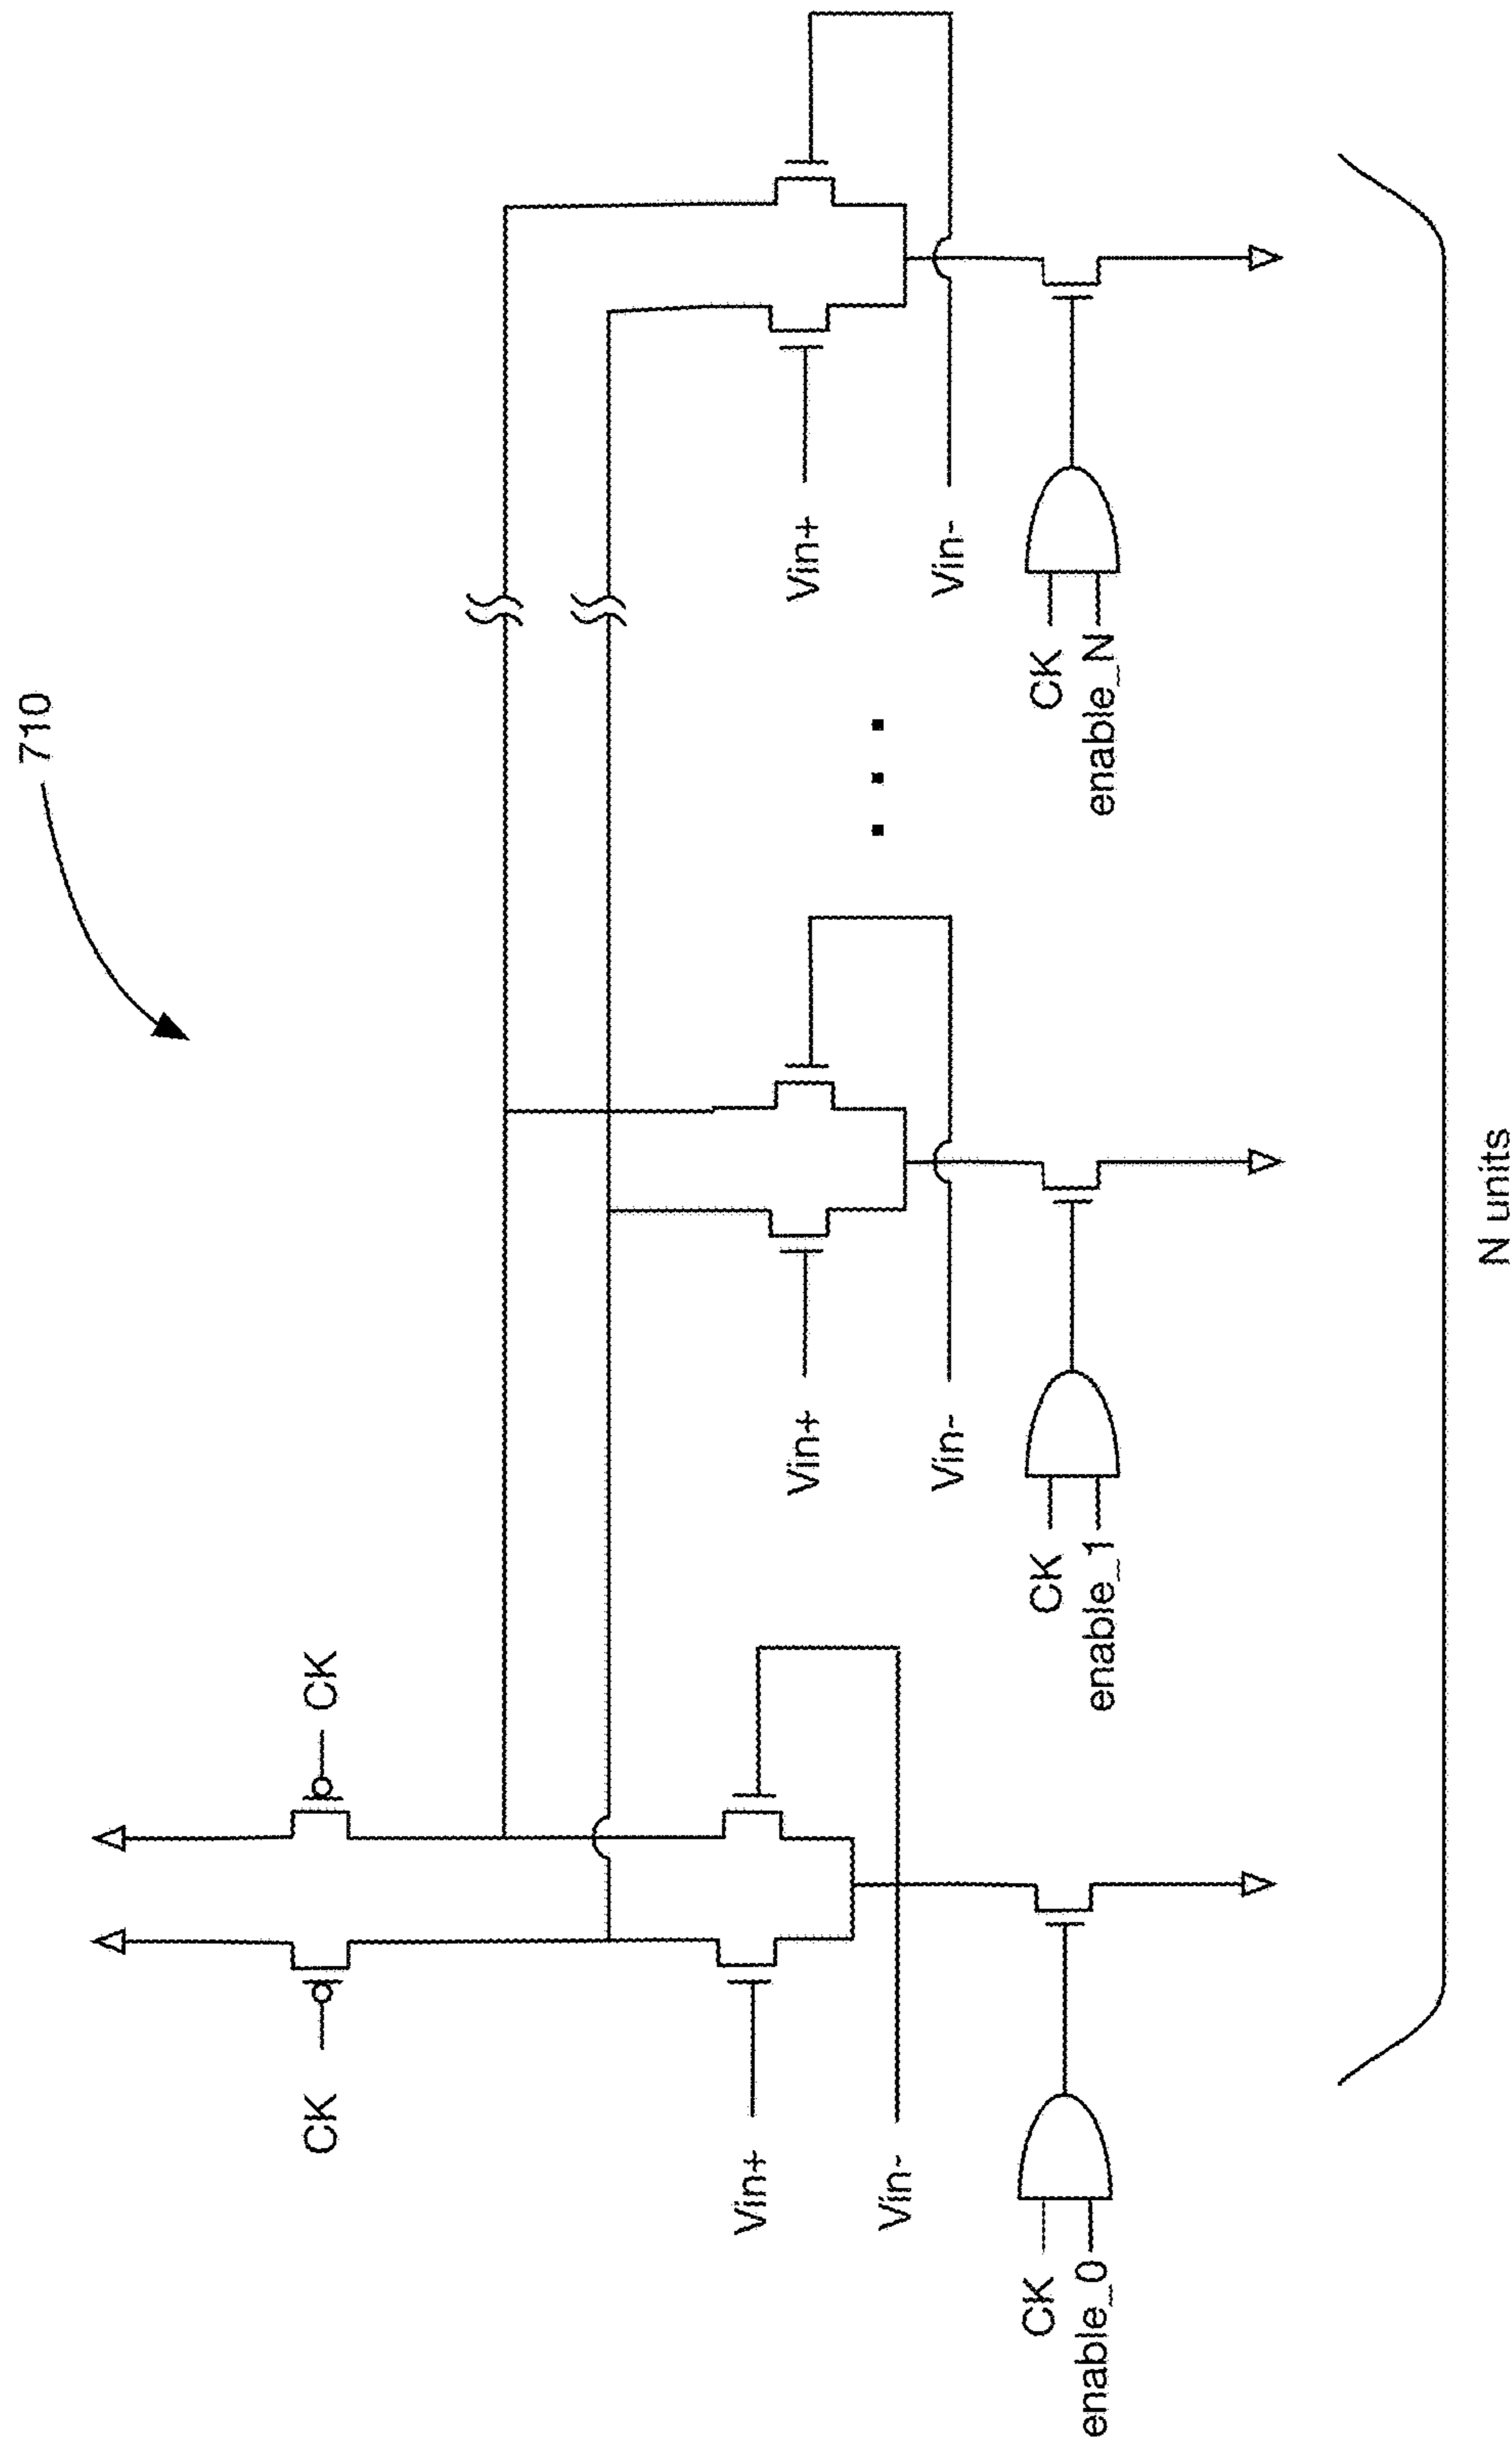 710
CK
CK
Vin+
Vin-
CK
enable_0
Vin+
Vin-
CK
enable_1
Vin+
Vin-
CK
enable_N
N units